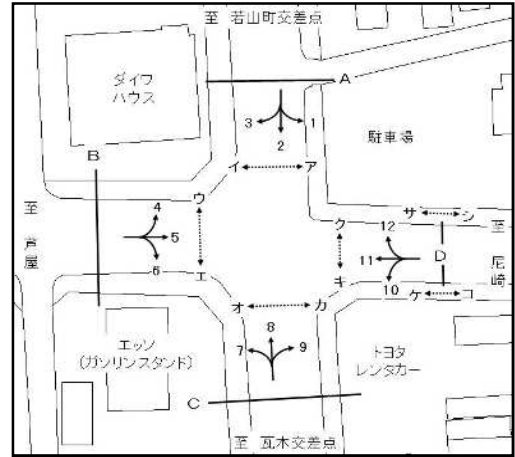 至 若山町交差点
ダイワ
ハウス
A
3
1
2
駐車場
B
イ
ア
ウ
サ
シ
至 芦屋
4
5
6
ク
12
11
10
D
至 尼崎
エ
キ
ケ
コ
オ
カ
8
7
9
エッソ
(ガソリンスタンド)
トヨタ
レンタカー
C
至 瓦木交差点